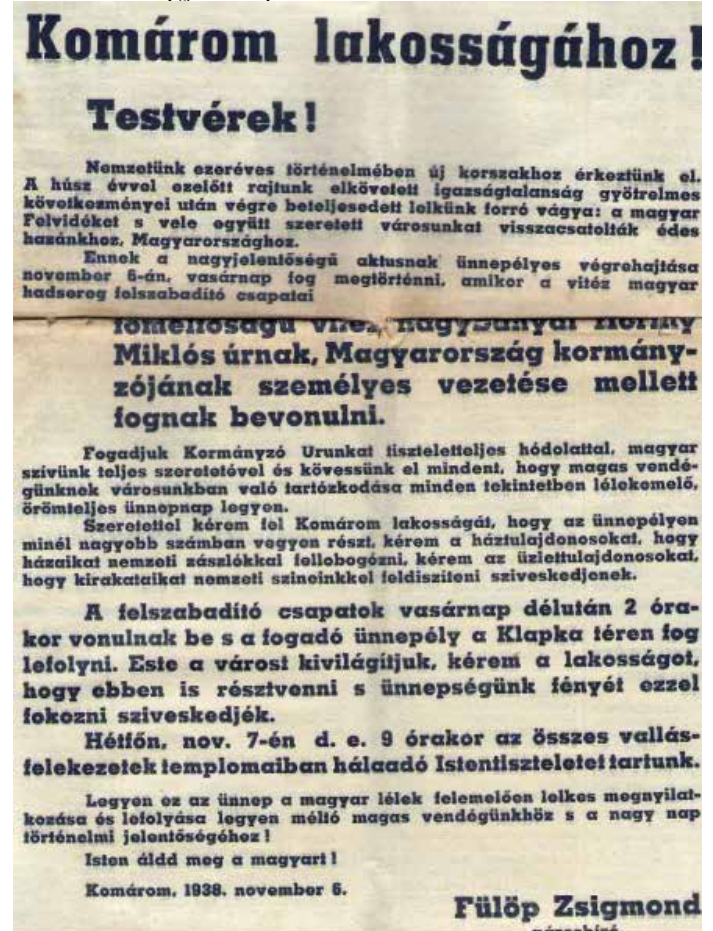 Komárom lakosságához!
Testvérek!
Nemzetünk ezeréves történelmében új korszakhoz érkeztünk el.
A húsz évvel ezelőtt rajtunk elkövetett igazságtalanság gyötrelmes
következményei után végre beteljesedett lelkünk forró vágya: a magyar
Felvidéket s vele együtt szeretett városunkat visszacsatolták édes
hazánkhoz, Magyarországhoz.
Ennek a nagyjelentőségű aktusnak ünnepélyes végrehajtása
november 6-án, vasárnap fog megtörténni, amikor a vitéz magyar
hadsereg felszabadító csapatai
főméltóságú vitéz nagybányai Horthy
Miklós úrnak, Magyarország kormány-
zójának személyes vezetése mellett
fognak bevonulni.
Fogadjuk Kormányzó Urunkat tiszteletteljes hódolattal, magyar
szívünk teljes szeretetével és kövessünk el mindent, hogy magas vendé-
günknek városunkban való tartózkodása minden tekintetben lélekemelő,
örömteljes ünnepnap legyen.
Szeretettel kérem fel Komárom lakosságát, hogy az ünnepélyen
minél nagyobb számban vegyen részt, kérem a háztulajdonosokat, hogy
házaikat nemzeti zászlókkal fellobogózni, kérem az üzlettulajdonosokat,
hogy kirakataikat nemzeti szineinkkel feldisziteni sziveskedjenek.
A felszabadító csapatok vasárnap délután 2 óra-
kor vonulnak be s a fogadó ünnepély a Klapka téren fog
lefolyni. Este a várost kivilágítjuk, kérem a lakosságot,
hogy ebben is résztvenni s ünnepségünk fényét ezzel
fokozni sziveskedjék.
Hétfőn, nov. 7-én d. e. 9 órakor az összes vallás-
felekezetek templomaiban hálaadó Istentiszteletet tartunk.
Legyen ez az ünnep a magyar lélek felemelően lelkes megnyilat-
kozása és lefolyása legyen méltó magas vendégünkhöz s a nagy nap
történelmi jelentőségéhez!
Isten áldd meg a magyart!
Komárom, 1938. november 6.
Fülöp Zsigmond